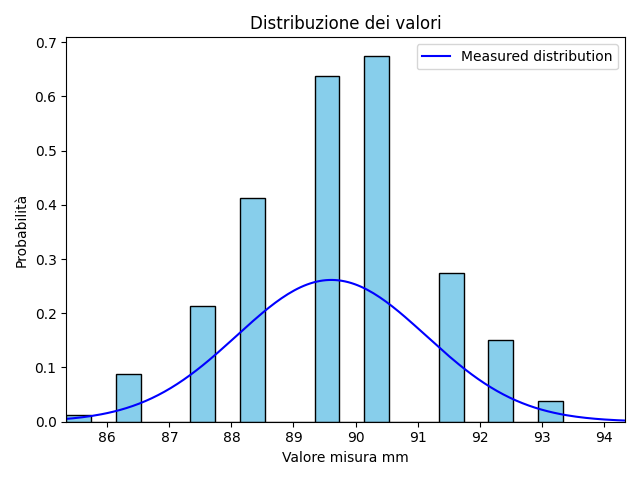 Distribuzione dei valori
Measured distribution
Probabilità
0.7
0.6
0.5
0.4
0.3
0.2
0.1
0.0
86 87 88 89 90 91 92 93 94
Valore misura mm